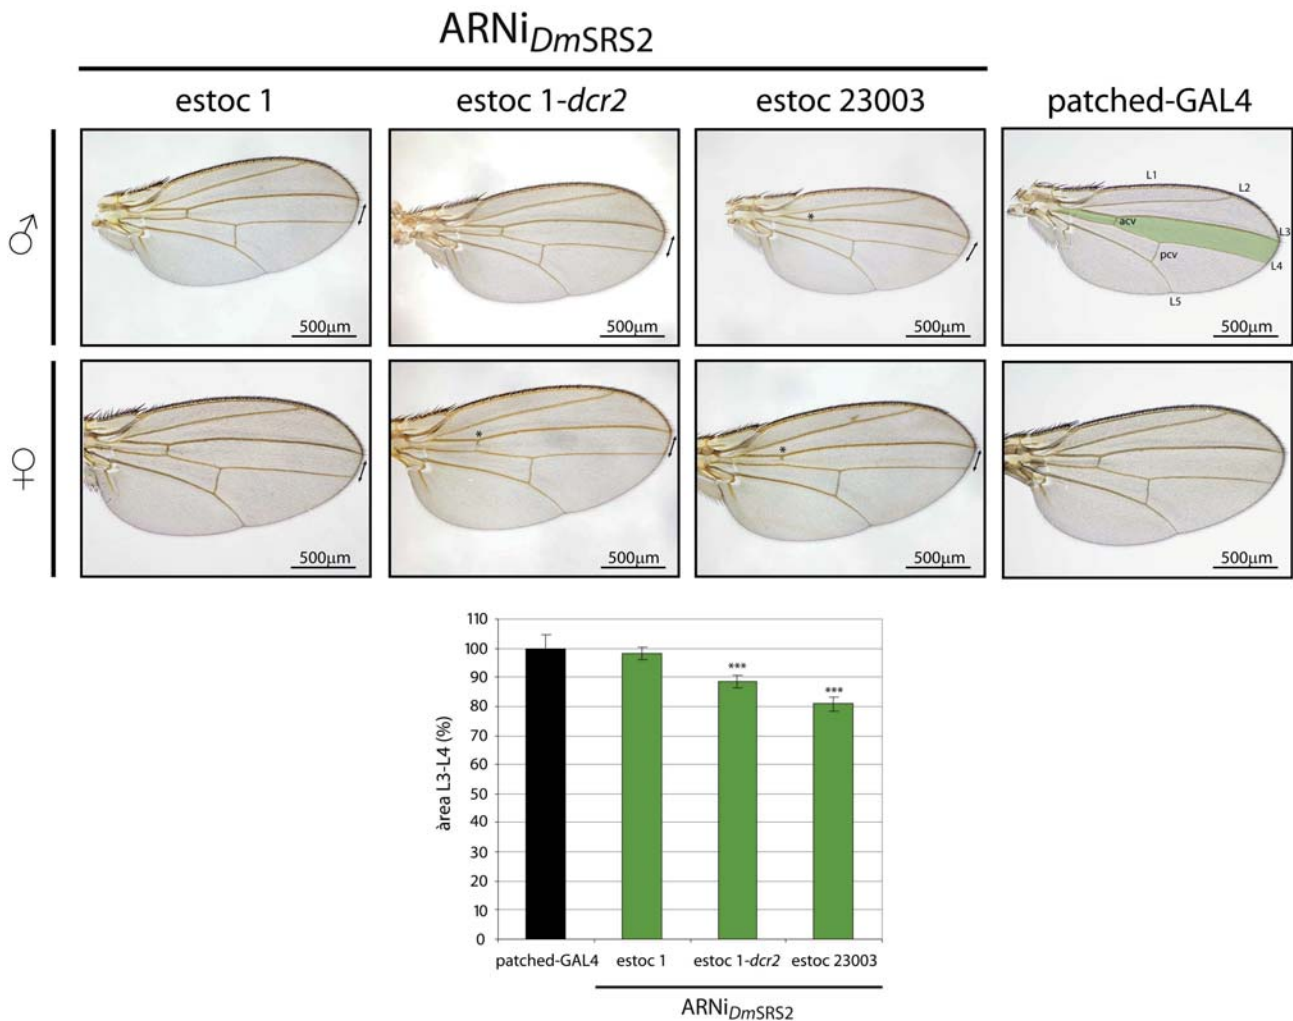 ARNiDmSRS2
estoc 1
estoc 1-dcr2
estoc 23003
patched-GAL4
♂
500µm
500µm
*
500µm
L1
L2
L3
L4
L5
acv
pcv
500µm
♀
500µm
*
500µm
*
500µm
500µm
àrea L3-L4 (%)
110
100
90
80
70
60
50
40
30
20
10
0
***
***
patched-GAL4
estoc 1
estoc 1-dcr2
estoc 23003
ARNiDmSRS2